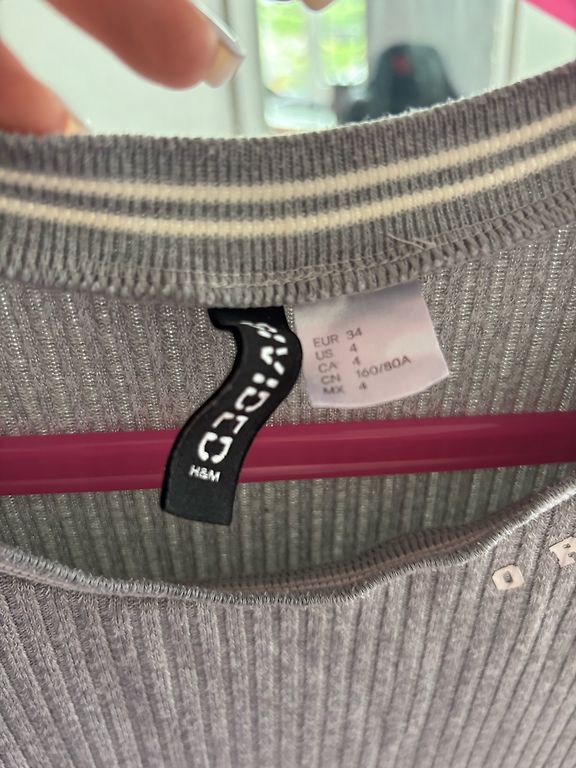 DIVIDED
H&M
EUR 34
US 4
CA 4
CN 160/80A
MX 4
O